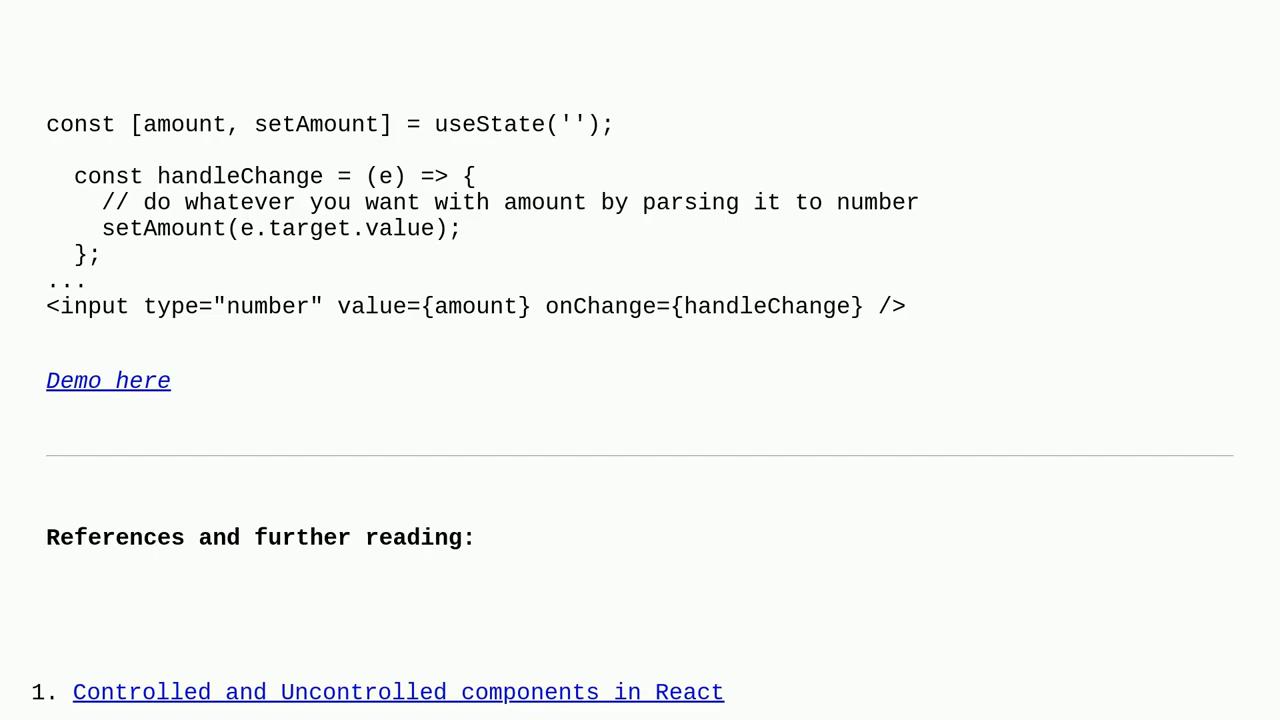 const [amount, setAmount] = useState('');
  const handleChange = (e) => {
    // do whatever you want with amount by parsing it to number
    setAmount(e.target.value);
  };
...
<input type="number" value={amount} onChange={handleChange} />
Demo here
References and further reading:
1. Controlled and Uncontrolled components in React